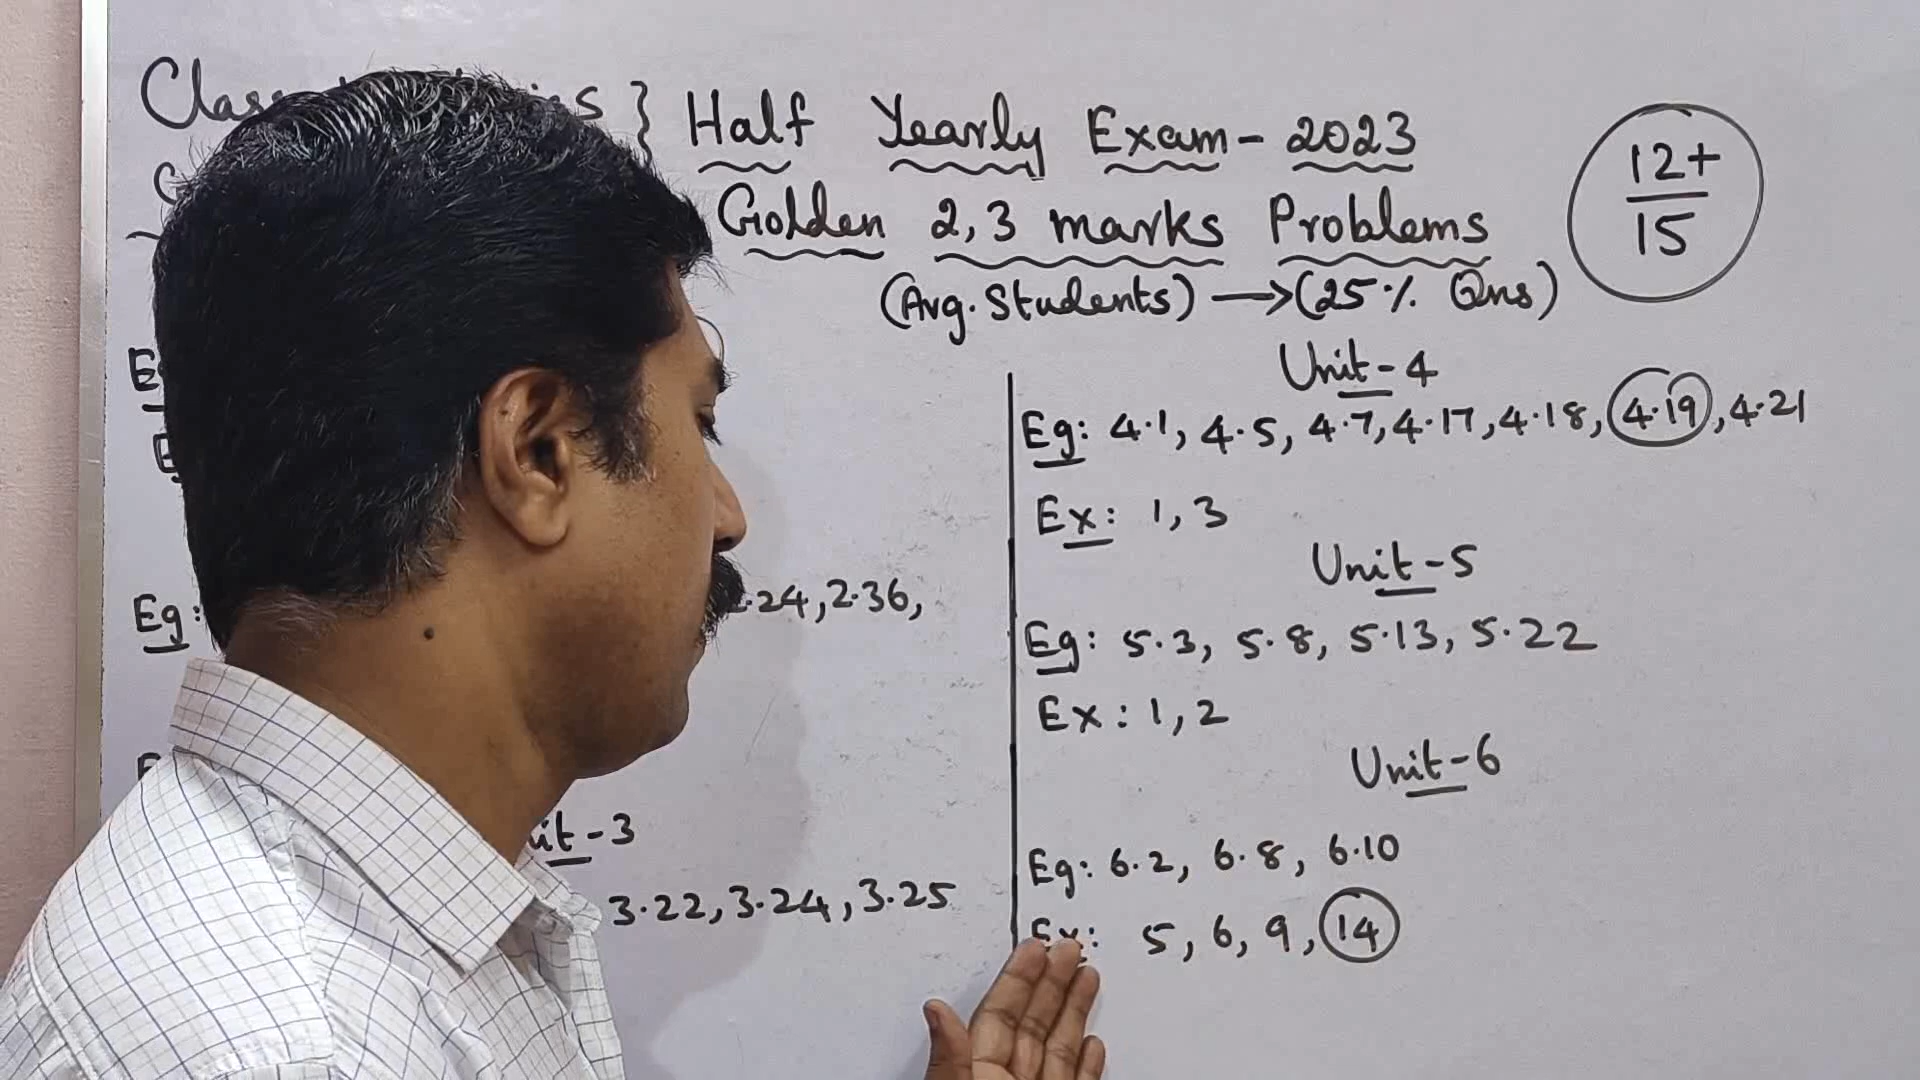 Half Yearly Exam - 2023
Golden 2, 3 marks Problems
(Avg. Students) → (25% Qns)
12+
15
Eg:
2.24, 2.36,
3.22, 3.24, 3.25
Unit-4
Eg: 4.1, 4.5, 4.7, 4.17, 4.18, 4.19, 4.21
Ex: 1, 3
Unit-5
Eg: 5.3, 5.8, 5.13, 5.22
Ex: 1, 2
Unit-6
Eg: 6.2, 6.8, 6.10
Ex: 5, 6, 9, 14